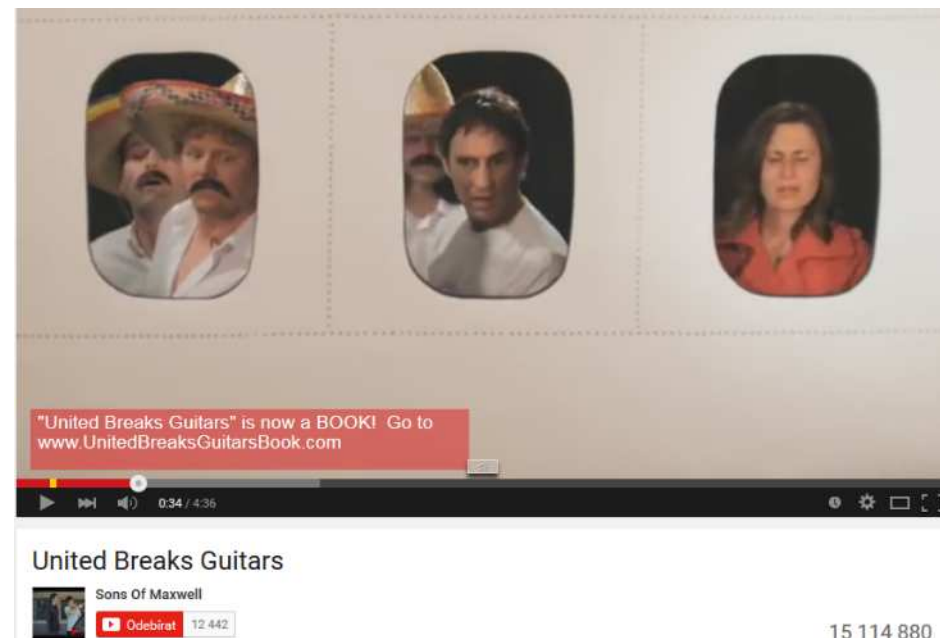 "United Breaks Guitars" is now a BOOK! Go to
www.UnitedBreaksGuitarsBook.com
0:34 / 4:36
United Breaks Guitars
Sons Of Maxwell
Odebírat 12 442
15 114 880